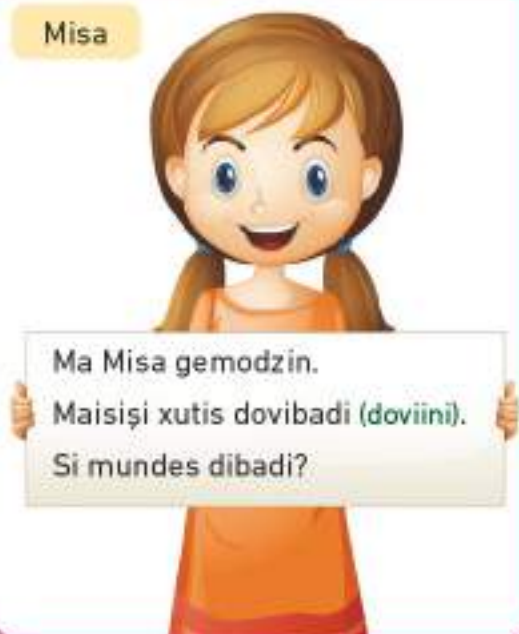 Misa
Ma Misa gemodzin.
Maisişi xutis dovibadi (doviini).
Si mundes dibadi?